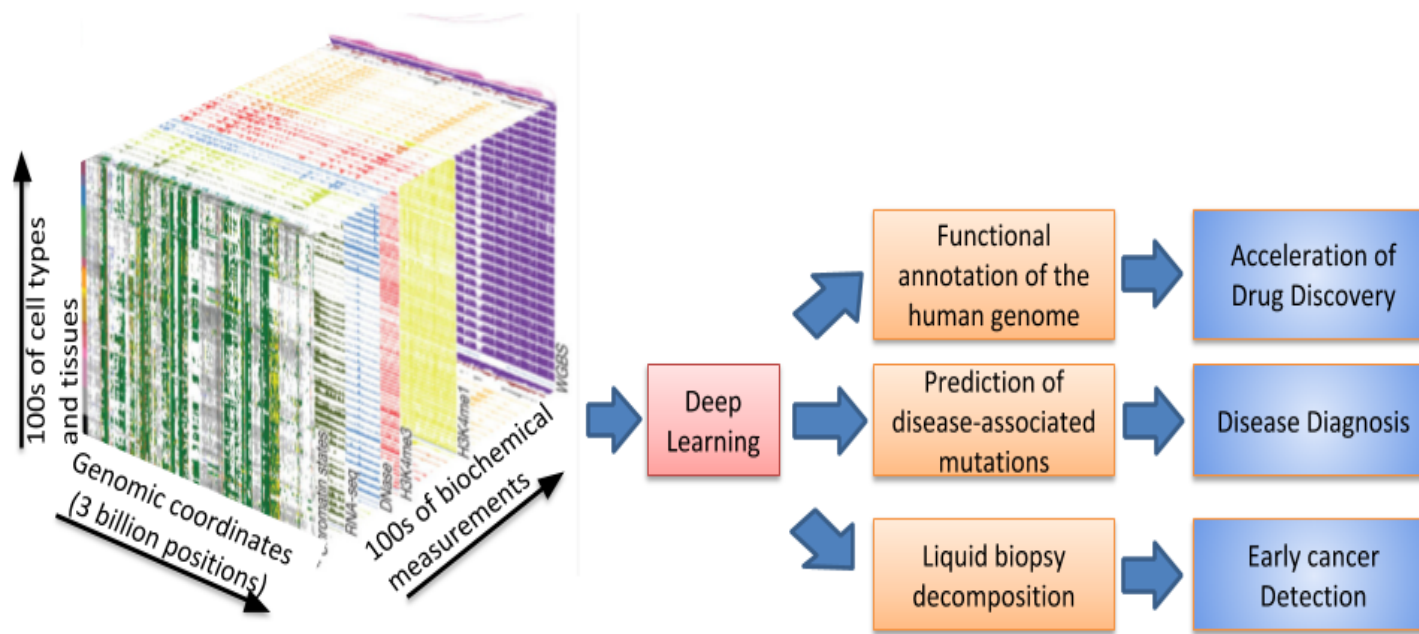 100s of cell types
and tissues
Genomic coordinates
(3 billion positions)
Chromatin states
RNA-seq
DNase
H3K4me3
H3K4me1
WGBS
100s of biochemical
measurements
Deep
Learning
Functional
annotation of the
human genome
Acceleration of
Drug Discovery
Prediction of
disease-associated
mutations
Disease Diagnosis
Liquid biopsy
decomposition
Early cancer
Detection